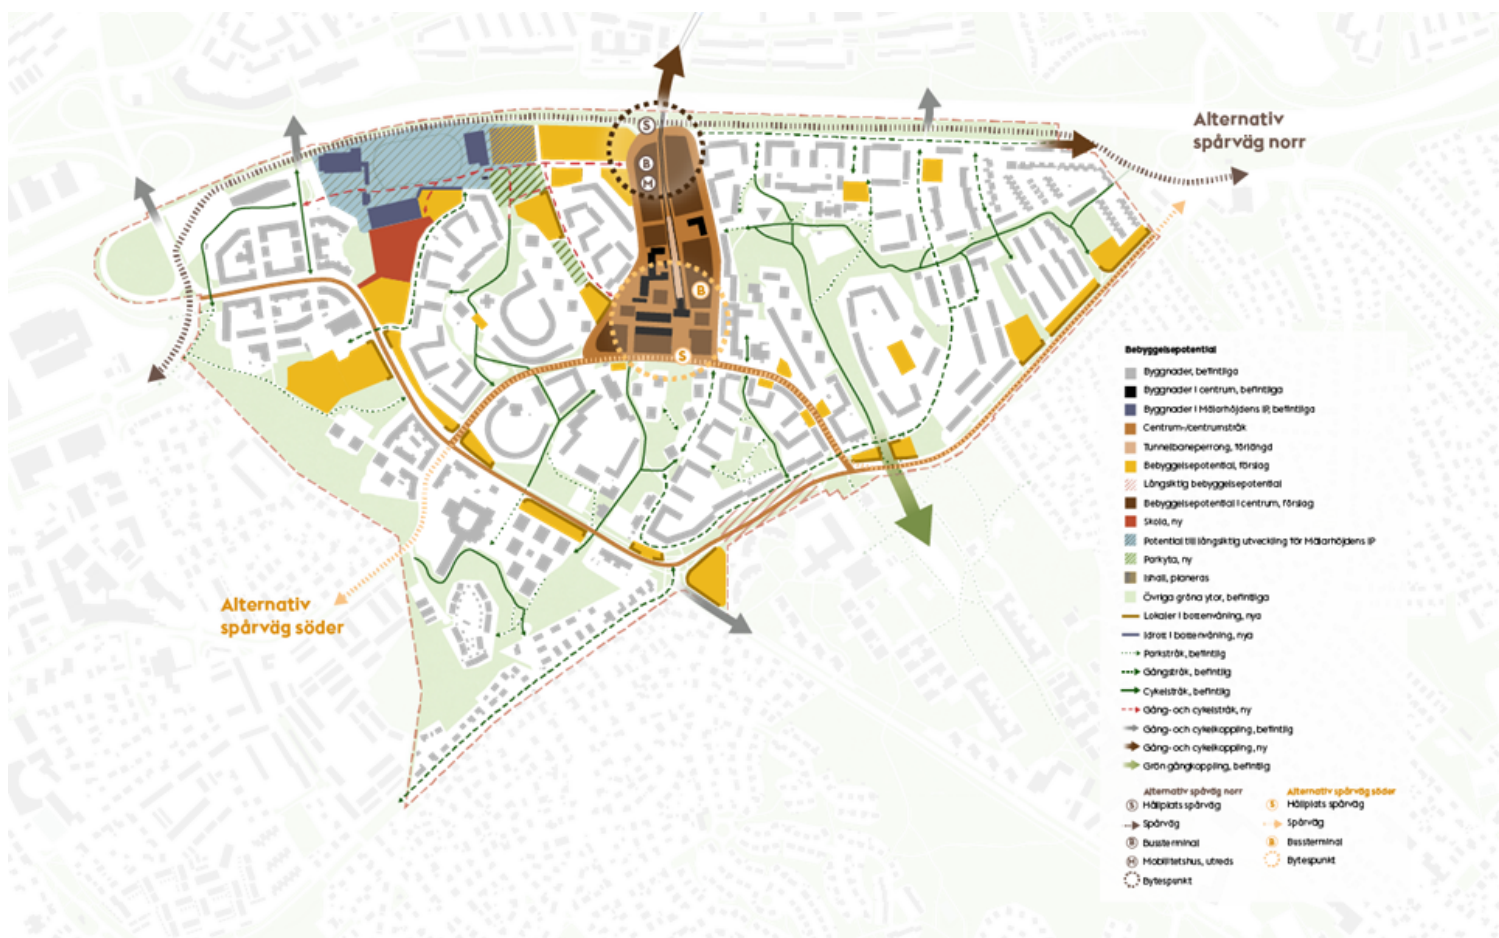 Alternativ
spårväg norr
Alternativ
spårväg söder
S
B
M
B
S
Bebyggelsepotential
Byggnader, befintliga
Byggnader i centrum, befintliga
Byggnader i Mälarhöjdens IP, befintliga
Centrum-/centrumstråk
Tunnelbaneperrong, förlängd
Bebyggelsepotential, förslag
Långsiktig bebyggelsepotential
Bebyggelsepotential i centrum, förslag
Skola, ny
Potential till långsiktig utveckling för Mälarhöjdens IP
Parkyta, ny
Ishall, planeras
Övriga gröna ytor, befintliga
Lokaler i bottenvåning, nya
Idrott i bottenvåning, nya
Parkstråk, befintlig
Gångstråk, befintlig
Cykelstråk, befintlig
Gång- och cykelstråk, ny
Gång- och cykelkoppling, befintlig
Gång- och cykelkoppling, ny
Grön gångkoppling, befintlig
Alternativ spåväg norr
S Hållplats spårväg
Spårväg
B Bussterminal
M Mobilitetshus, utreds
Bytespunkt
Alternativ spårväg söder
S Hållplats spårväg
Spårväg
B Bussterminal
Bytespunkt